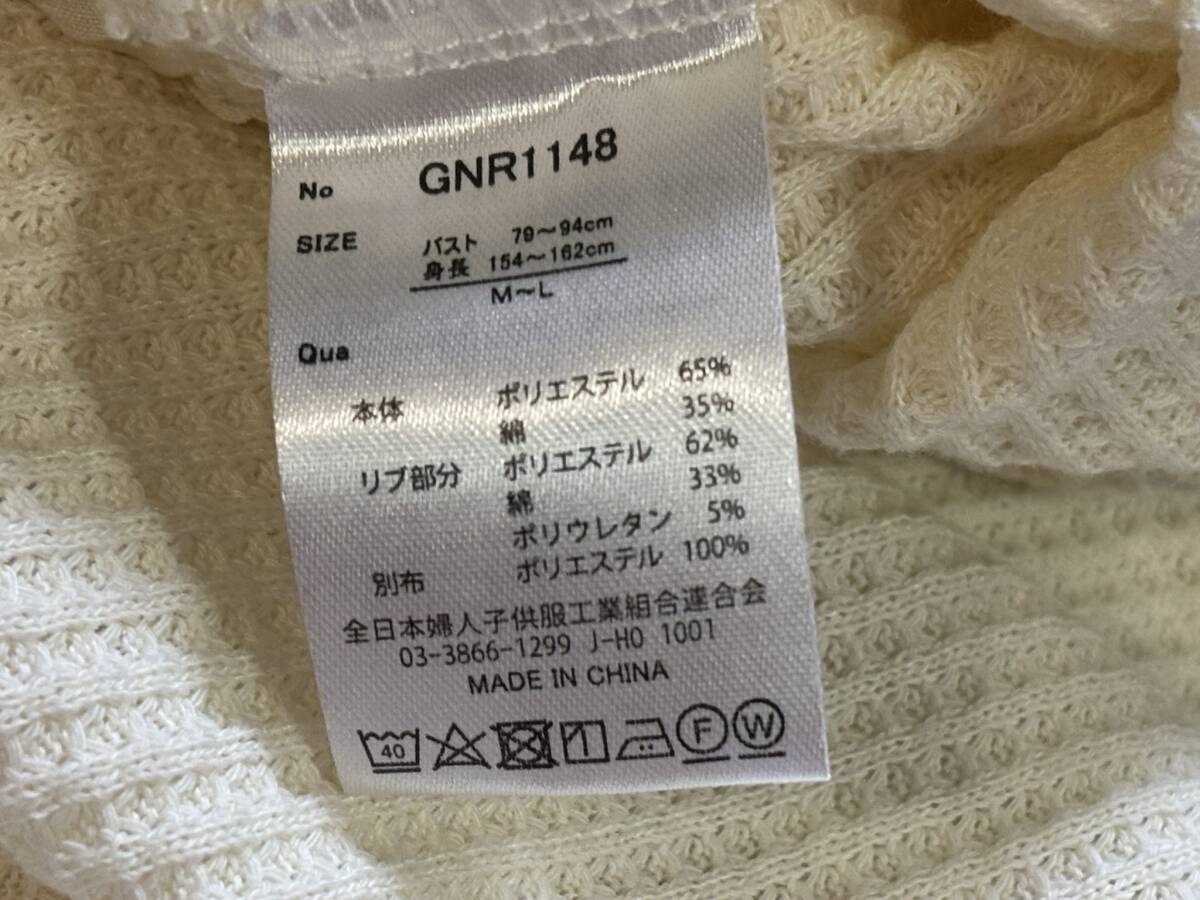 No GNR1148
SIZE バスト 79～94cm
身長 154～162cm
M～L
Qua
本体 ポリエステル 65%
綿 35%
リブ部分 ポリエステル 62%
綿 33%
ポリウレタン 5%
別布 ポリエステル 100%
全日本婦人子供服工業組合連合会
03-3866-1299 J-HO 1001
MADE IN CHINA
40 F W